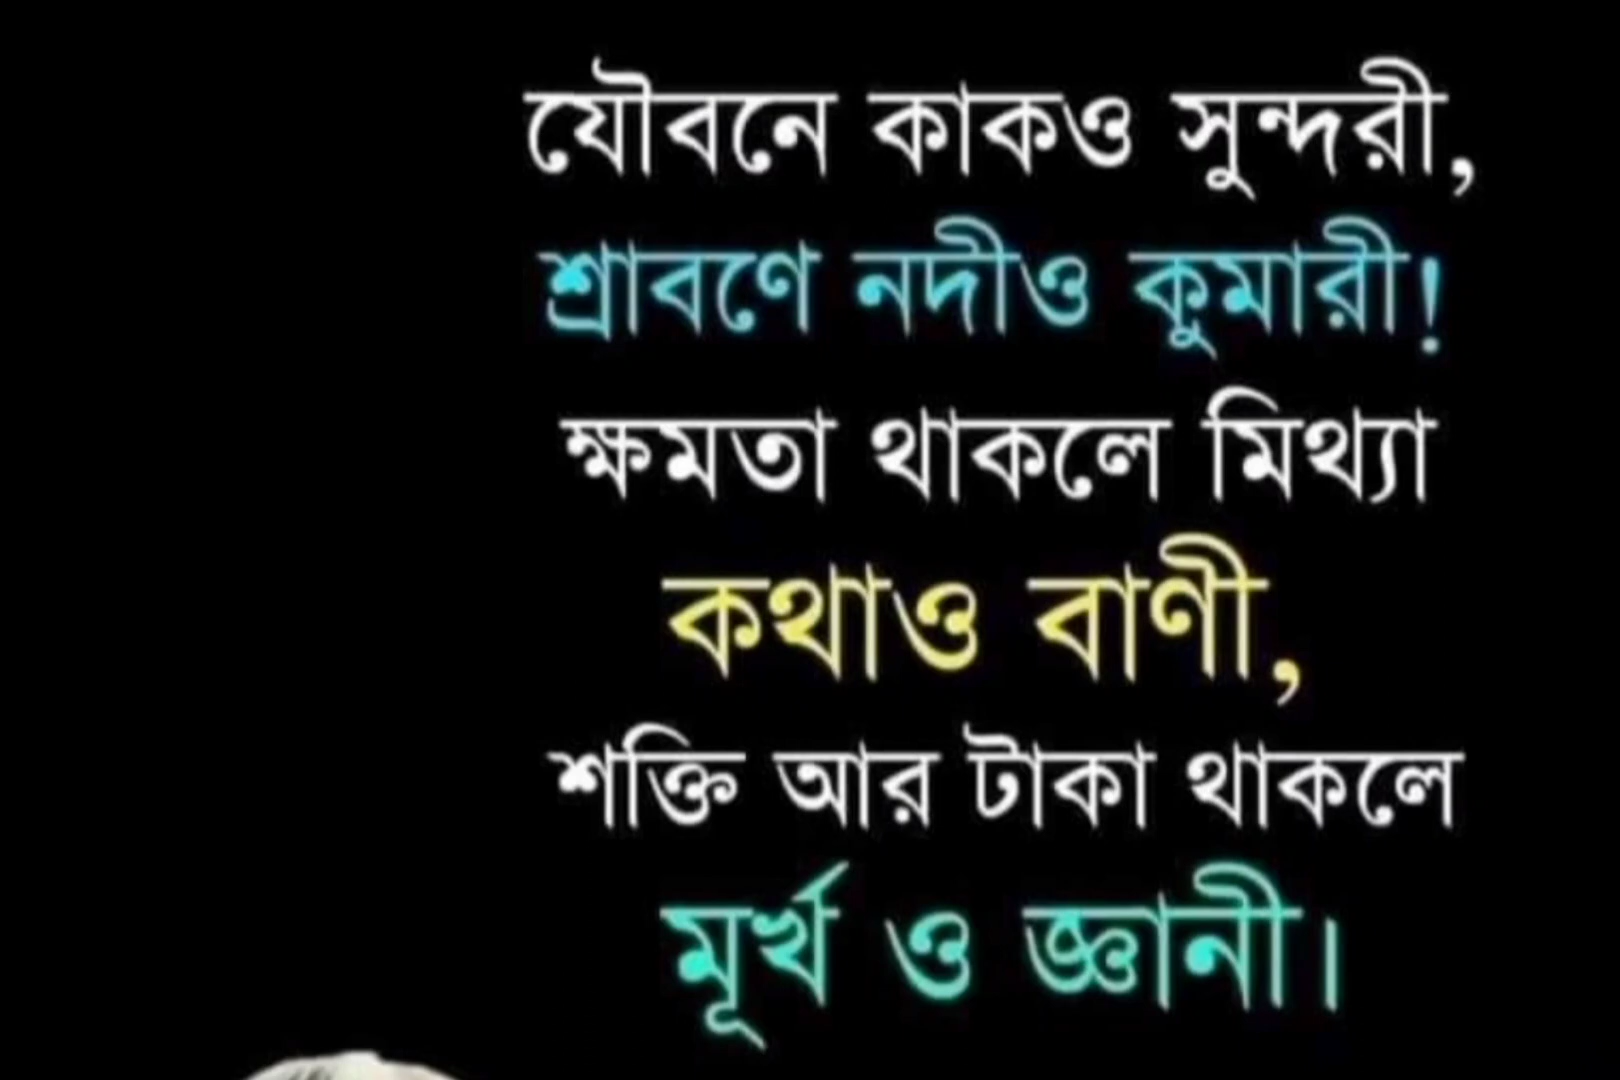 যৌবনে কাকও সুন্দরী,
শ্রাবণে নদীও কুমারী!
ক্ষমতা থাকলে মিথ্যা
কথাও বাণী,
শক্তি আর টাকা থাকলে
মূর্খ ও জ্ঞানী।